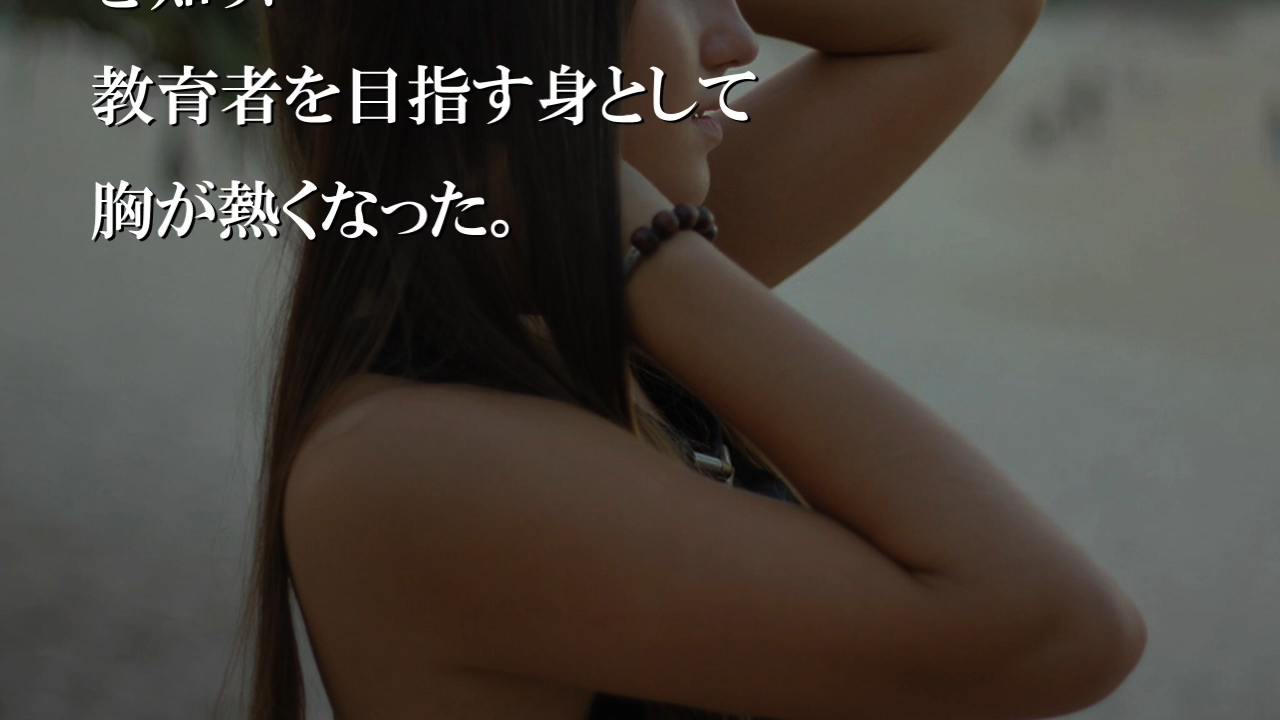 教育者を目指す身として
胸が熱くなった。